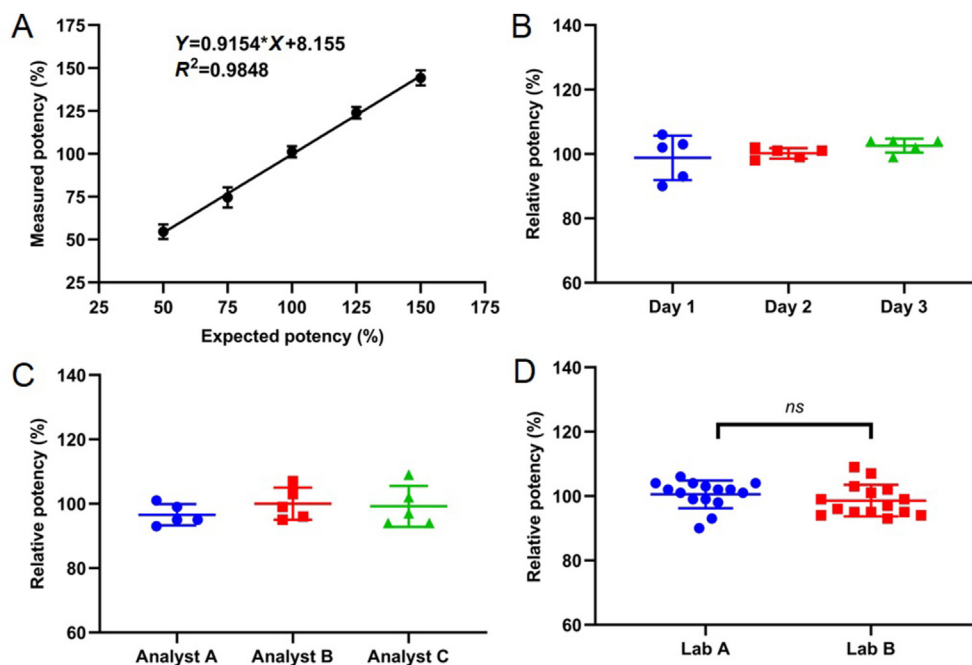 A
Y=0.9154*X+8.155
R²=0.9848
Measured potency (%)
175
150
125
100
75
50
25
25 50 75 100 125 150 175
Expected potency (%)
B
Relative potency (%)
140
120
100
80
60
Day 1 Day 2 Day 3
C
Relative potency (%)
140
120
100
80
60
Analyst A Analyst B Analyst C
D
Relative potency (%)
140
120
100
80
60
ns
Lab A Lab B